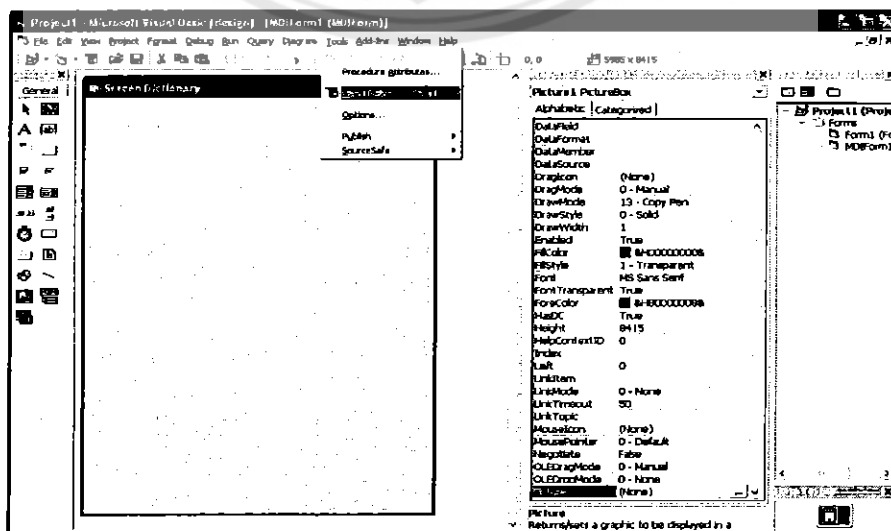 Project1 - Microsoft Visual Basic [design] - [MDIForm1 (MDIForm)]
File Edit View Project Format Debug Run Query Diagram Tools Add-Ins Window Help
0, 0 5985 x 8415
General
Screen Dictionary
Procedure Attributes...
Options...
Publish
SourceSafe
Picture1 PictureBox
Alphabetic Categorized
DataField
DataFormat
DataMember
DataSource
DragIcon (None)
DragMode 0 - Manual
DrawMode 13 - Copy Pen
DrawStyle 0 - Solid
DrawWidth 1
Enabled True
FillColor &H00000000&
FillStyle 1 - Transparent
Font MS Sans Serif
FontTransparent True
ForeColor &H80000008&
HasDC True
Height 8415
HelpContextID 0
Index
Left 0
LinkItem
LinkMode 0 - None
LinkTimeout 50
LinkTopic
MouseIcon (None)
MousePointer 0 - Default
Negotiate False
OLEDragMode 0 - Manual
OLEDropMode 0 - None
Picture (None)
Picture
Returns/sets a graphic to be displayed in a
Project1 (Proje
Forms
Form1 (Fo
MDIForm1